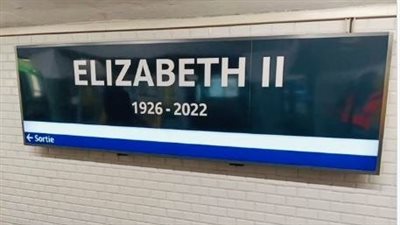 ELIZABETH II
1926 - 2022
← Sortie